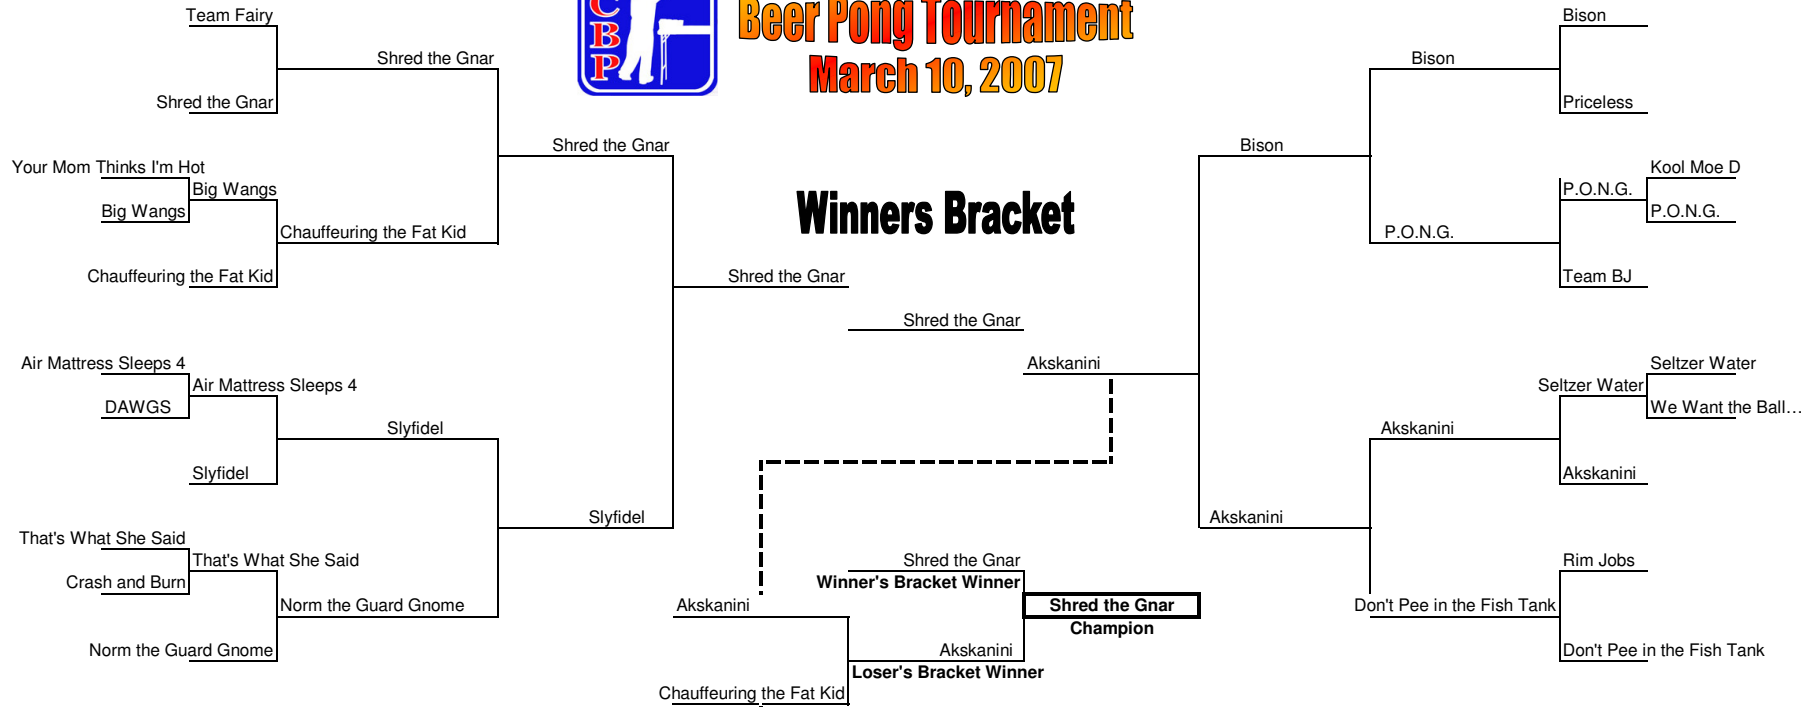 CBP
Beer Pong Tournament
March 10, 2007
Winners Bracket
Team Fairy
Shred the Gnar
Shred the Gnar
Your Mom Thinks I'm Hot
Big Wangs
Big Wangs
Chauffeuring the Fat Kid
Chauffeuring the Fat Kid
Shred the Gnar
Shred the Gnar
Air Mattress Sleeps 4
Air Mattress Sleeps 4
DAWGS
Slyfidel
Slyfidel
Slyfidel
That's What She Said
That's What She Said
Crash and Burn
Norm the Guard Gnome
Norm the Guard Gnome
Shred the Gnar
Akskanini
Shred the Gnar
Winner's Bracket Winner
Akskanini
Shred the Gnar
Champion
Akskanini
Loser's Bracket Winner
Chauffeuring the Fat Kid
Bison
Bison
Priceless
Bison
Kool Moe D
P.O.N.G.
P.O.N.G.
P.O.N.G.
Team BJ
Seltzer Water
Seltzer Water
We Want the Ball…
Akskanini
Akskanini
Akskanini
Rim Jobs
Don't Pee in the Fish Tank
Don't Pee in the Fish Tank